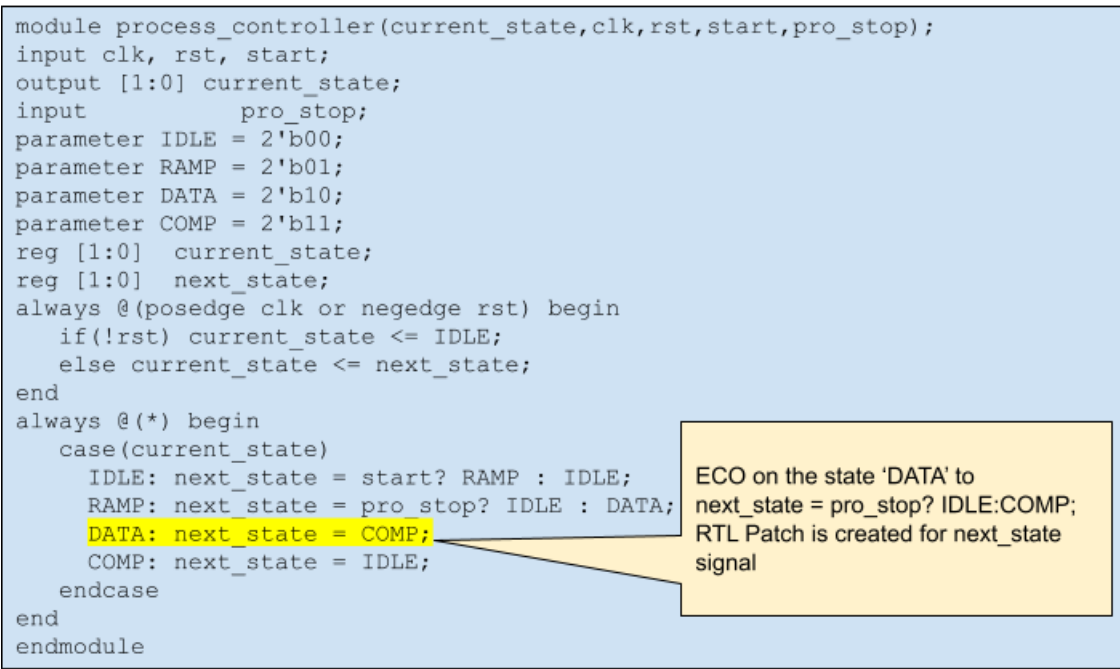 module process_controller(current_state,clk,rst,start,pro_stop);
input clk, rst, start;
output [1:0] current_state;
input           pro_stop;
parameter IDLE = 2'b00;
parameter RAMP = 2'b01;
parameter DATA = 2'b10;
parameter COMP = 2'b11;
reg [1:0]  current_state;
reg [1:0]  next_state;
always @(posedge clk or negedge rst) begin
   if(!rst) current_state <= IDLE;
   else current_state <= next_state;
end
always @(*) begin
   case(current_state)
     IDLE: next_state = start? RAMP : IDLE;
     RAMP: next_state = pro_stop? IDLE : DATA;
     DATA: next_state = COMP;
     COMP: next_state = IDLE;
   endcase
end
endmodule
ECO on the state ‘DATA’ to
next_state = pro_stop? IDLE:COMP;
RTL Patch is created for next_state
signal